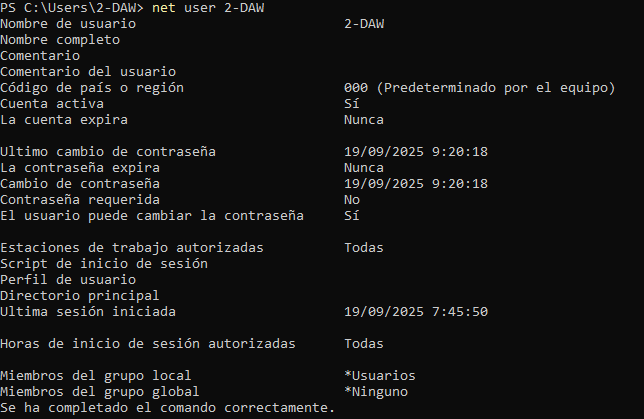 PS C:\Users\2-DAW> net user 2-DAW
Nombre de usuario                          2-DAW
Nombre completo
Comentario
Comentario del usuario
Código de país o región                    000 (Predeterminado por el equipo)
Cuenta activa                              Sí
La cuenta expira                           Nunca

Ultimo cambio de contraseña                19/09/2025 9:20:18
La contraseña expira                       Nunca
Cambio de contraseña                       19/09/2025 9:20:18
Contraseña requerida                       No
El usuario puede cambiar la contraseña     Sí

Estaciones de trabajo autorizadas          Todas
Script de inicio de sesión
Perfil de usuario
Directorio principal
Ultima sesión iniciada                     19/09/2025 7:45:50

Horas de inicio de sesión autorizadas      Todas

Miembros del grupo local                   *Usuarios
Miembros del grupo global                  *Ninguno
Se ha completado el comando correctamente.